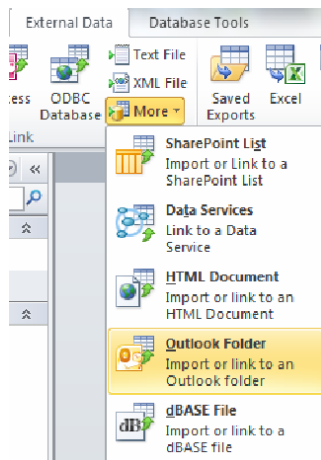 External Data
Database Tools
Text File
XML File
ess
ODBC
Database
More
Saved
Exports
Excel
Link
SharePoint List
Import or Link to a
SharePoint List
Data Services
Link to a Data
Service
HTML Document
Import or link to an
HTML Document
Outlook Folder
Import or link to an
Outlook folder
dBASE File
Import or link to a
dBASE file